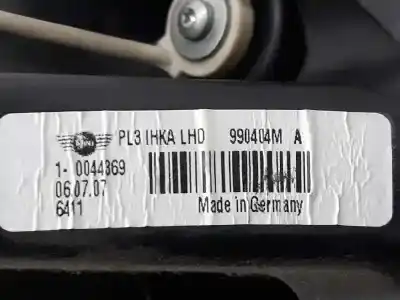 PL3 IHKA LHD 990404M A
1- 0044369
06.07.07
6411
Made in Germany